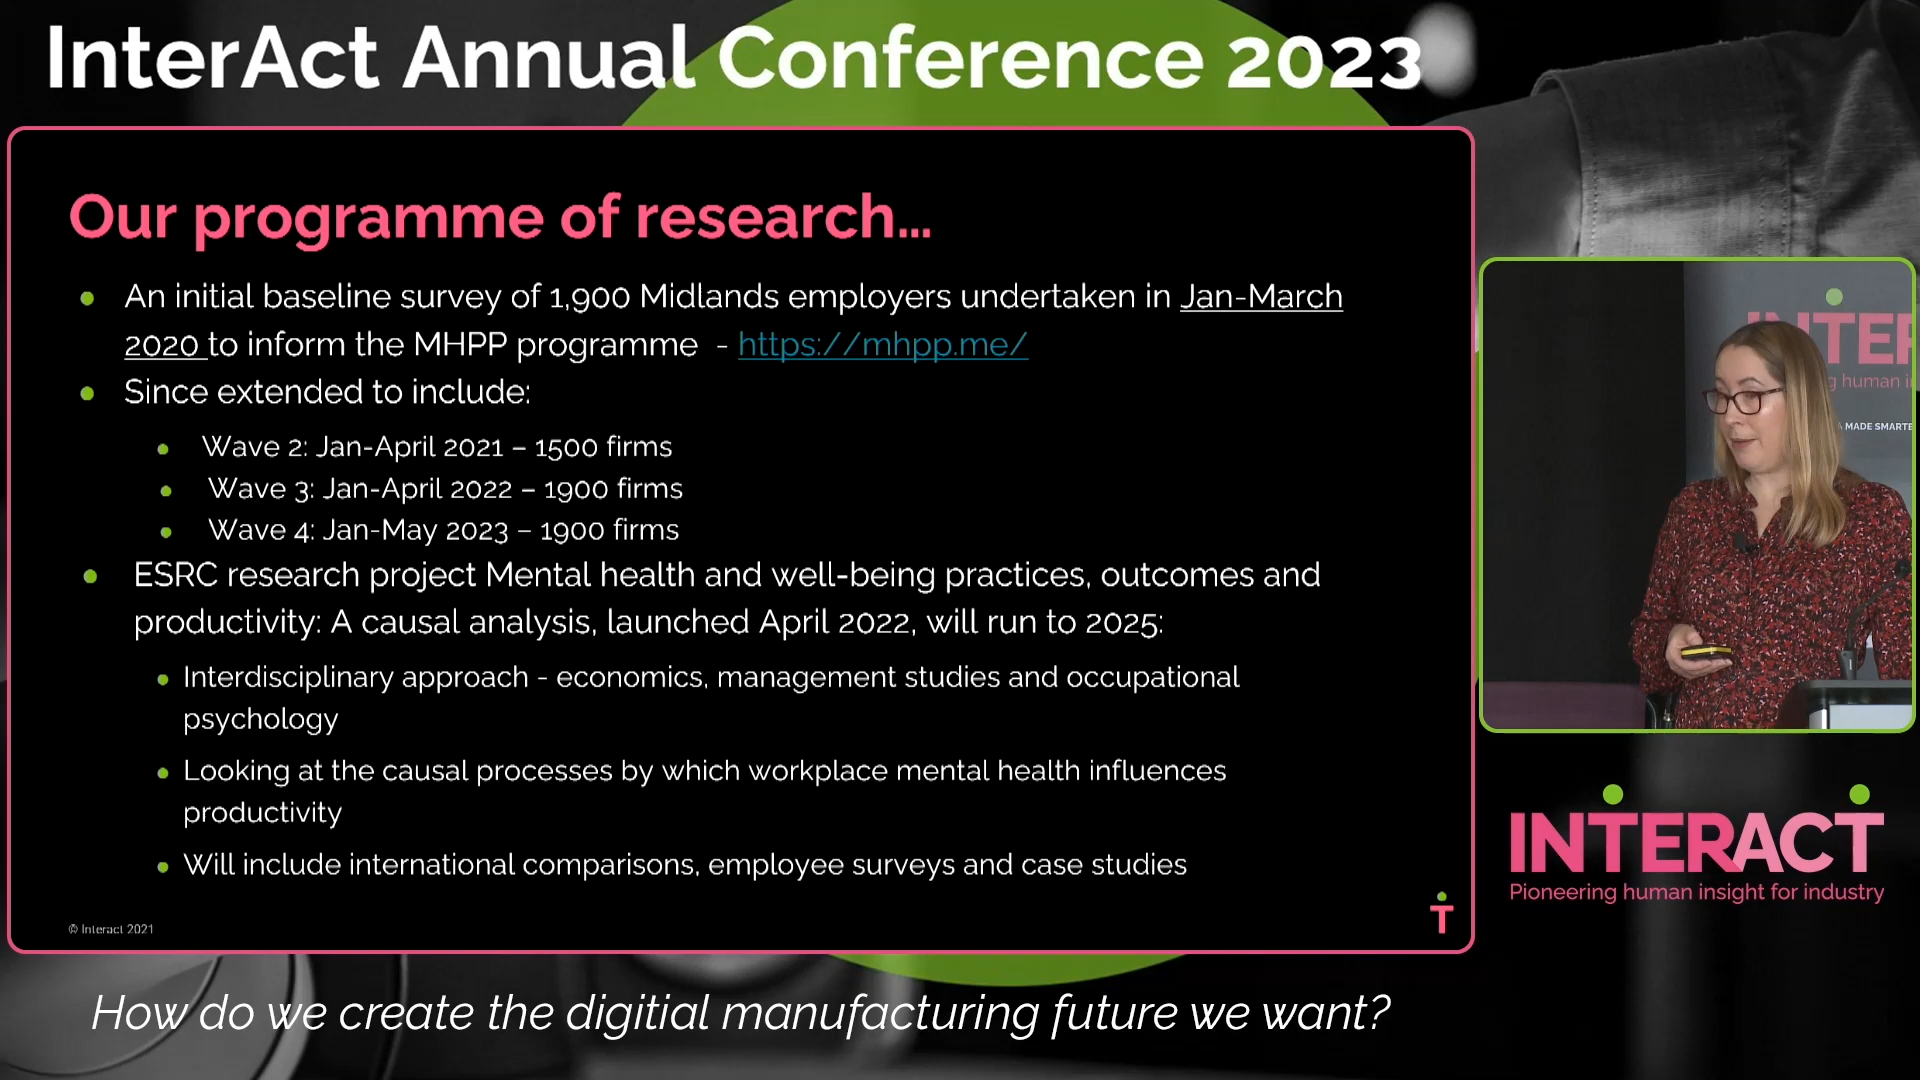 InterAct Annual Conference 2023
Our programme of research...
• An initial baseline survey of 1,900 Midlands employers undertaken in Jan-March
2020 to inform the MHPP programme - https://mhpp.me/
• Since extended to include:
• Wave 2: Jan-April 2021 – 1500 firms
• Wave 3: Jan-April 2022 – 1900 firms
• Wave 4: Jan-May 2023 – 1900 firms
• ESRC research project Mental health and well-being practices, outcomes and
productivity: A causal analysis, launched April 2022, will run to 2025:
• Interdisciplinary approach - economics, management studies and occupational
psychology
• Looking at the causal processes by which workplace mental health influences
productivity
• Will include international comparisons, employee surveys and case studies
© Interact 2021
INTER
g human i
A MADE SMARTE
INTERACT
Pioneering human insight for industry
How do we create the digitial manufacturing future we want?